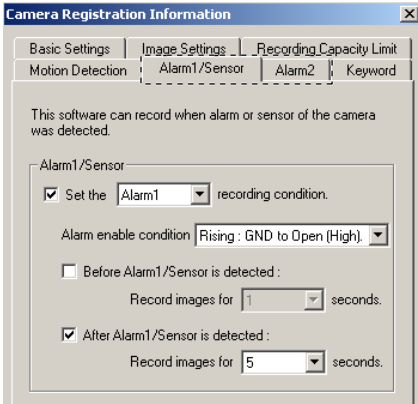 Camera Registration Information
Basic Settings Image Settings Recording Capacity Limit
Motion Detection Alarm1/Sensor Alarm2 Keyword
This software can record when alarm or sensor of the camera
was detected.
Alarm1/Sensor
Set the Alarm1 recording condition.
Alarm enable condition Rising : GND to Open (High).
Before Alarm1/Sensor is detected :
Record images for 1 seconds.
After Alarm1/Sensor is detected :
Record images for 5 seconds.